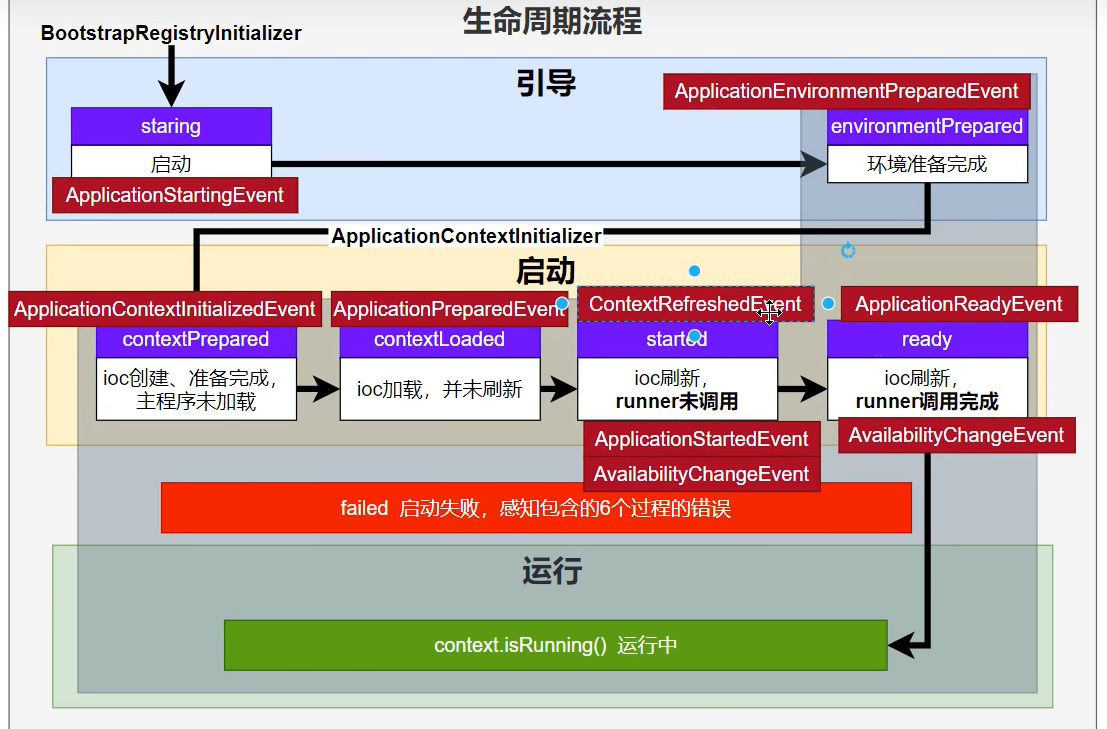 生命周期流程
BootstrapRegistryInitializer
引导
ApplicationEnvironmentPreparedEvent
staring
environmentPrepared
启动
环境准备完成
ApplicationStartingEvent
ApplicationContextInitializer
启动
ApplicationContextInitializedEvent
ApplicationPreparedEvent
ContextRefreshedEvent
ApplicationReadyEvent
contextPrepared
contextLoaded
started
ready
ioc创建、准备完成，
主程序未加载
ioc加载，并未刷新
ioc刷新，
runner未调用
ioc刷新，
runner调用完成
ApplicationStartedEvent
AvailabilityChangeEvent
AvailabilityChangeEvent
failed 启动失败，感知包含的6个过程的错误
运行
context.isRunning() 运行中